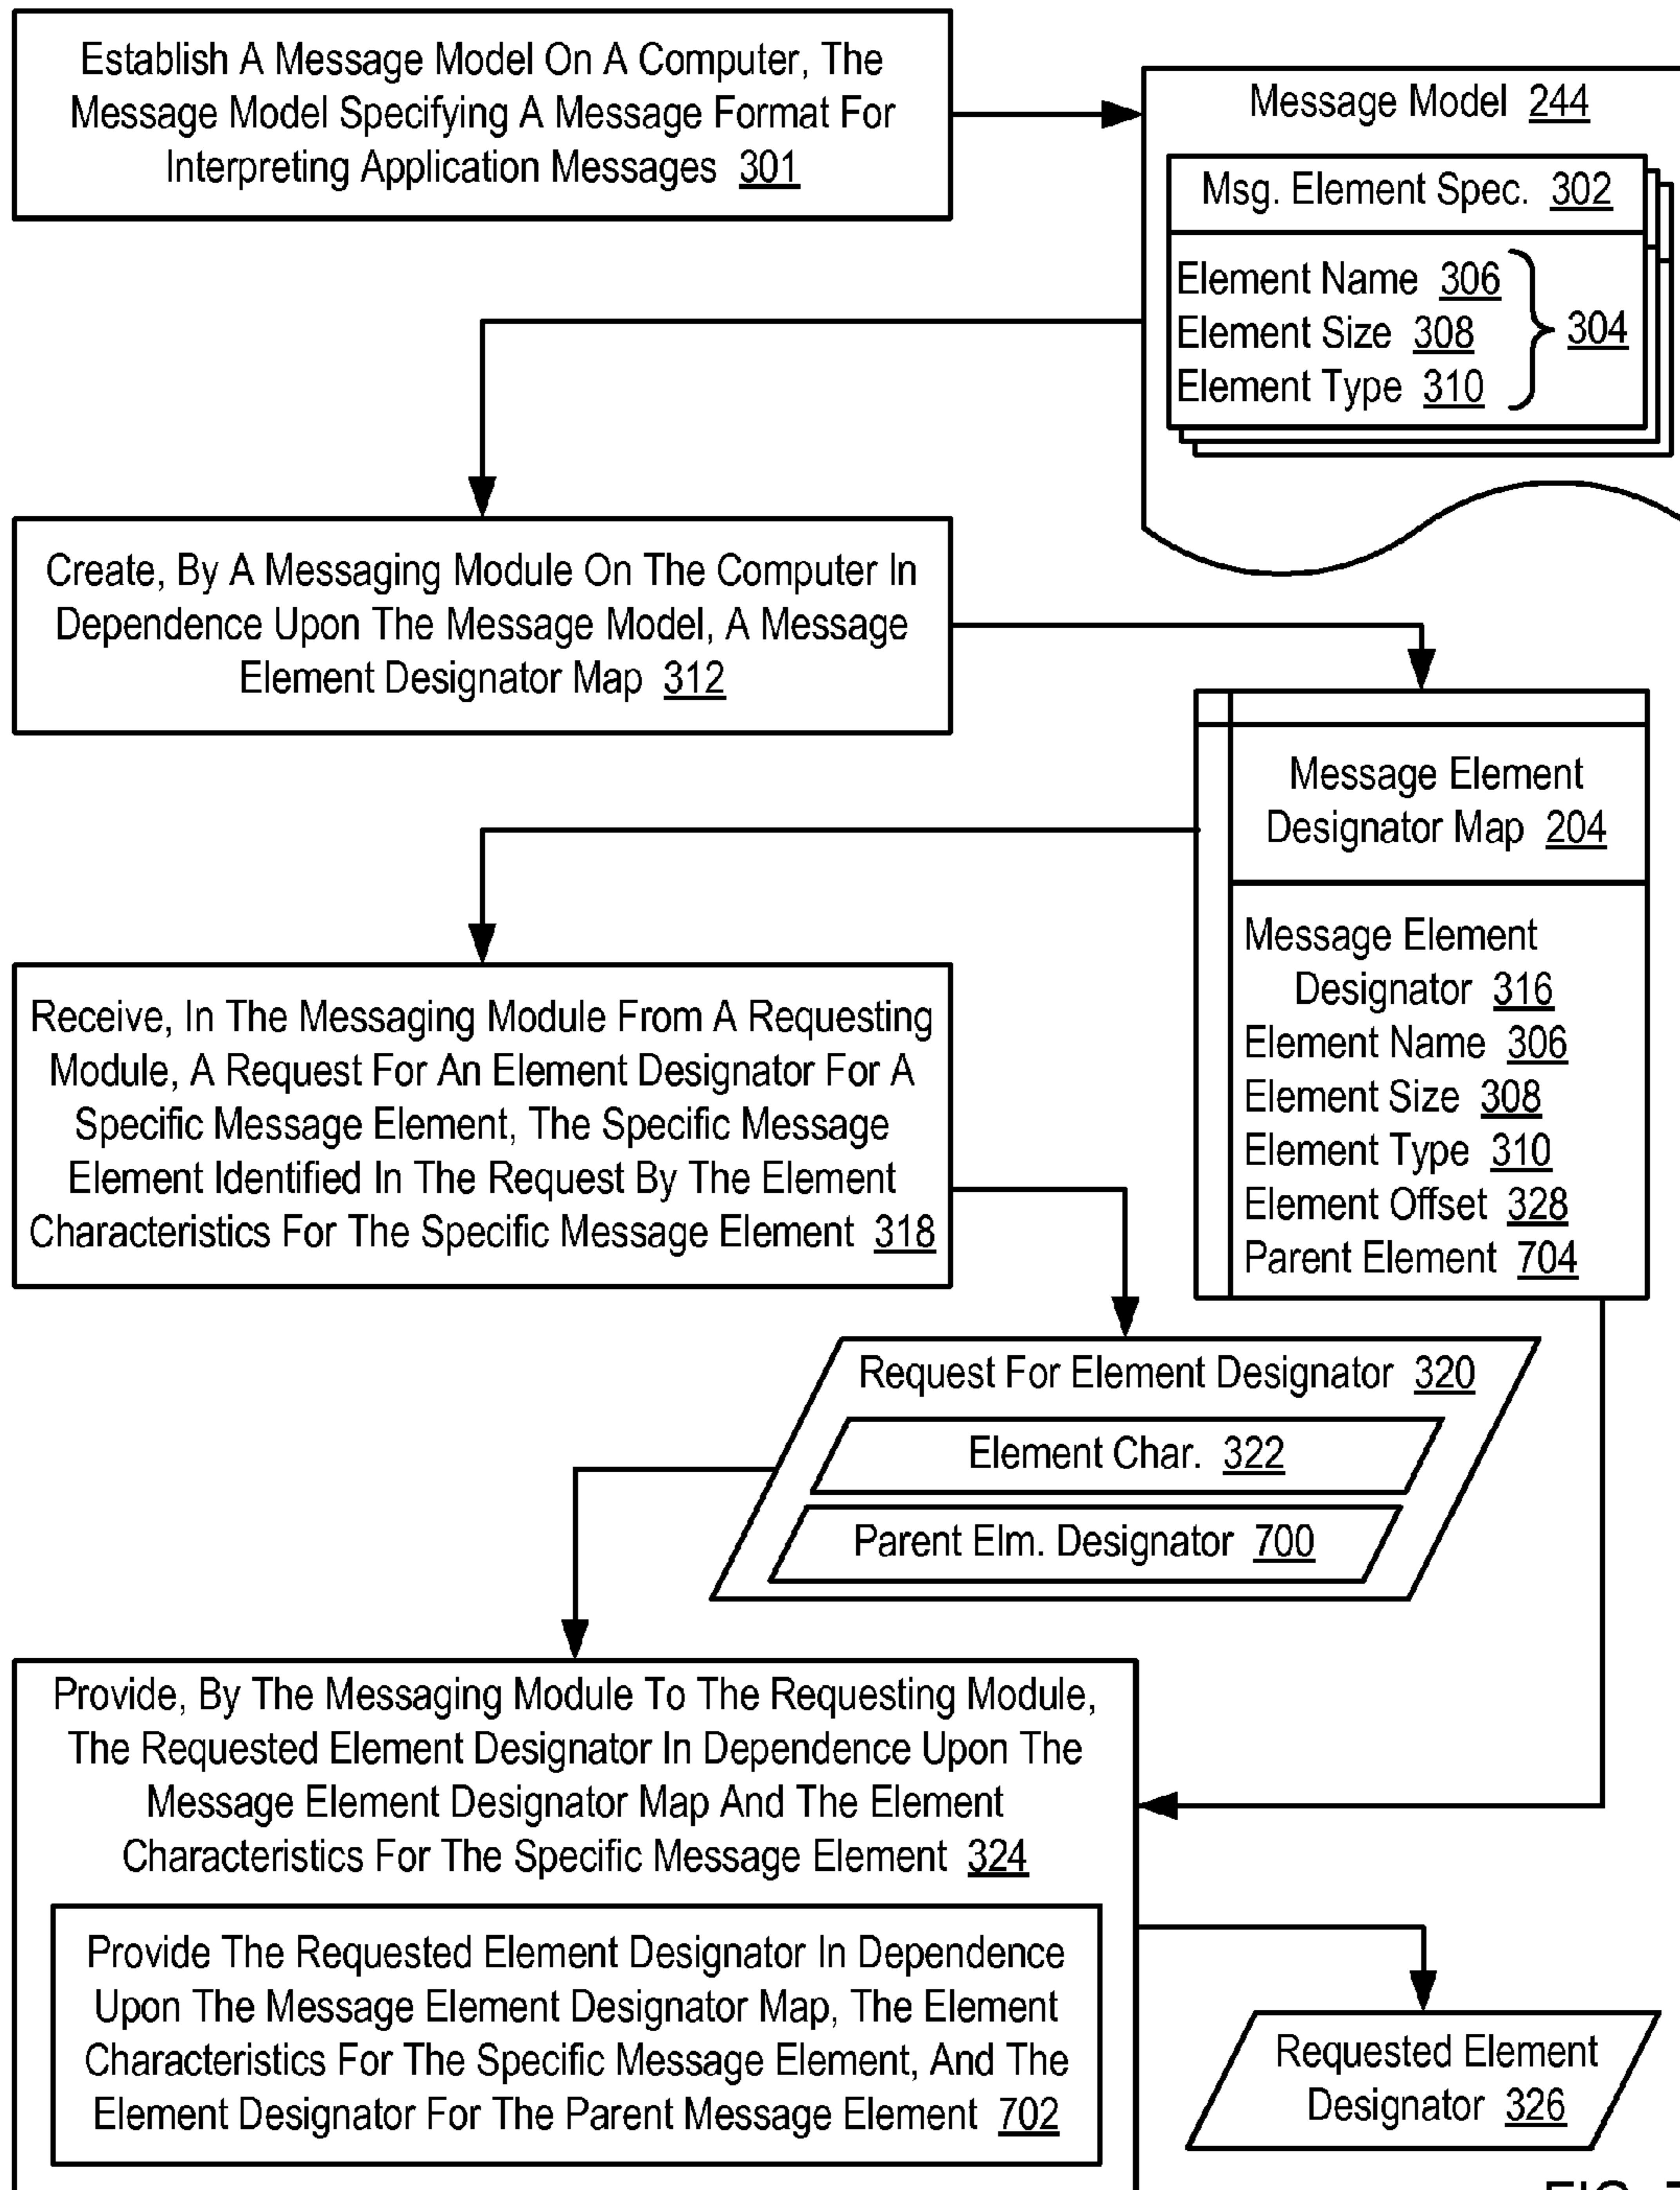 Establish A Message Model On A Computer, The
Message Model Specifying A Message Format For
Interpreting Application Messages 301
Message Model 244
Msg. Element Spec. 302
Element Name 306
Element Size 308
Element Type 310
304
Create, By A Messaging Module On The Computer In
Dependence Upon The Message Model, A Message
Element Designator Map 312
Message Element
Designator Map 204
Message Element
Designator 316
Element Name 306
Element Size 308
Element Type 310
Element Offset 328
Parent Element 704
Receive, In The Messaging Module From A Requesting
Module, A Request For An Element Designator For A
Specific Message Element, The Specific Message
Element Identified In The Request By The Element
Characteristics For The Specific Message Element 318
Request For Element Designator 320
Element Char. 322
Parent Elm. Designator 700
Provide, By The Messaging Module To The Requesting Module,
The Requested Element Designator In Dependence Upon The
Message Element Designator Map And The Element
Characteristics For The Specific Message Element 324
Provide The Requested Element Designator In Dependence
Upon The Message Element Designator Map, The Element
Characteristics For The Specific Message Element, And The
Element Designator For The Parent Message Element 702
Requested Element
Designator 326